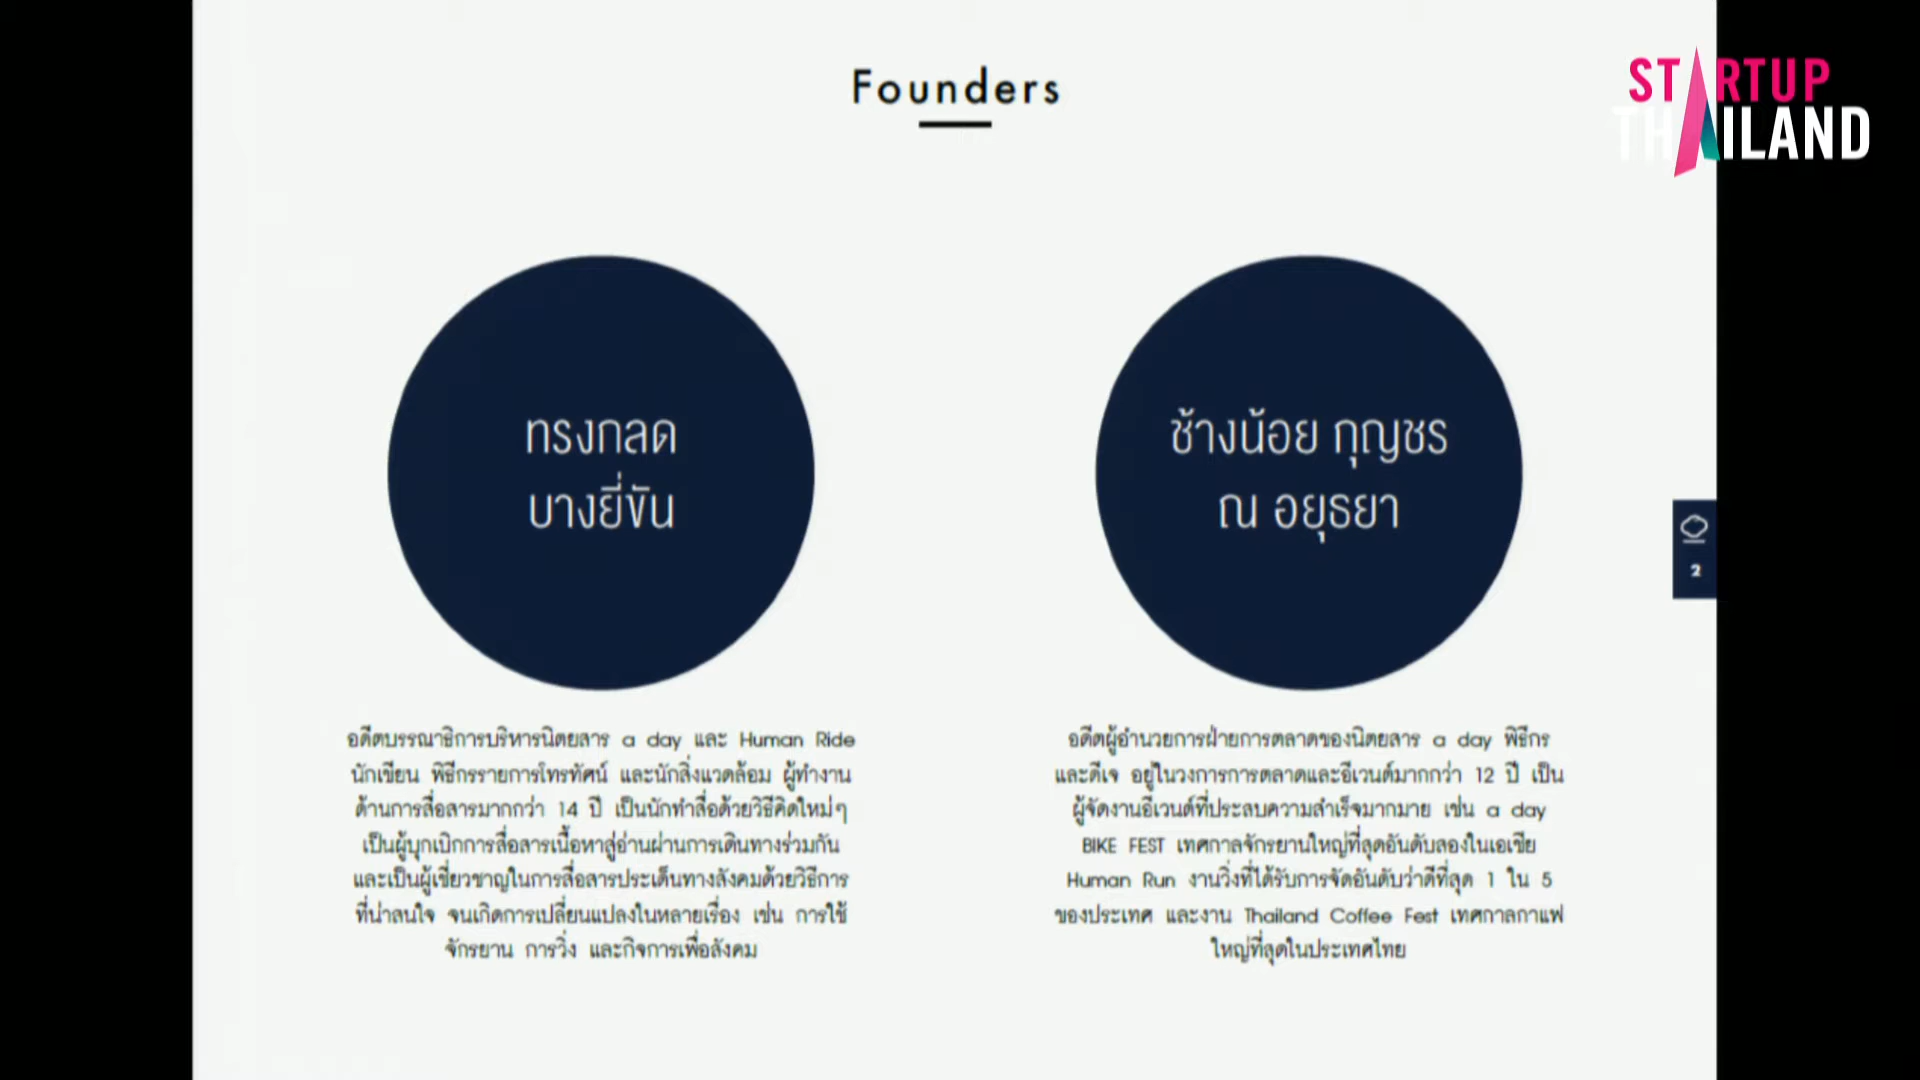 Founders
STARTUP
THAILAND
ทรงกลด
บางยี่ขัน
ช้างน้อย กุญชร
ณ อยุธยา
2
อดีตบรรณาธิการบริหารนิตยสาร a day และ Human Ride
นักเขียน พิธีกรรายการโทรทัศน์ และนักสิ่งแวดล้อม ผู้ทำงาน
ด้านการสื่อสารมากกว่า 14 ปี เป็นนักทำสื่อด้วยวิธีคิดใหม่ๆ
เป็นผู้บุกเบิกการสื่อสารเนื้อหาสู่อ่านผ่านการเดินทางร่วมกัน
และเป็นผู้เชี่ยวชาญในการสื่อสารประเด็นทางสังคมด้วยวิธีการ
ที่น่าสนใจ จนเกิดการเปลี่ยนแปลงในหลายเรื่อง เช่น การใช้
จักรยาน การวิ่ง และกิจการเพื่อสังคม
อดีตผู้อำนวยการฝ่ายการตลาดของนิตยสาร a day พิธีกร
และดีเจ อยู่ในวงการการตลาดและอีเวนต์มากกว่า 12 ปี เป็น
ผู้จัดงานอีเวนต์ที่ประสบความสำเร็จมากมาย เช่น a day
BIKE FEST เทศกาลจักรยานใหญ่ที่สุดอันดับสองในเอเชีย
Human Run งานวิ่งที่ได้รับการจัดอันดับว่าดีที่สุด 1 ใน 5
ของประเทศ และงาน Thailand Coffee Fest เทศกาลกาแฟ
ใหญ่ที่สุดในประเทศไทย